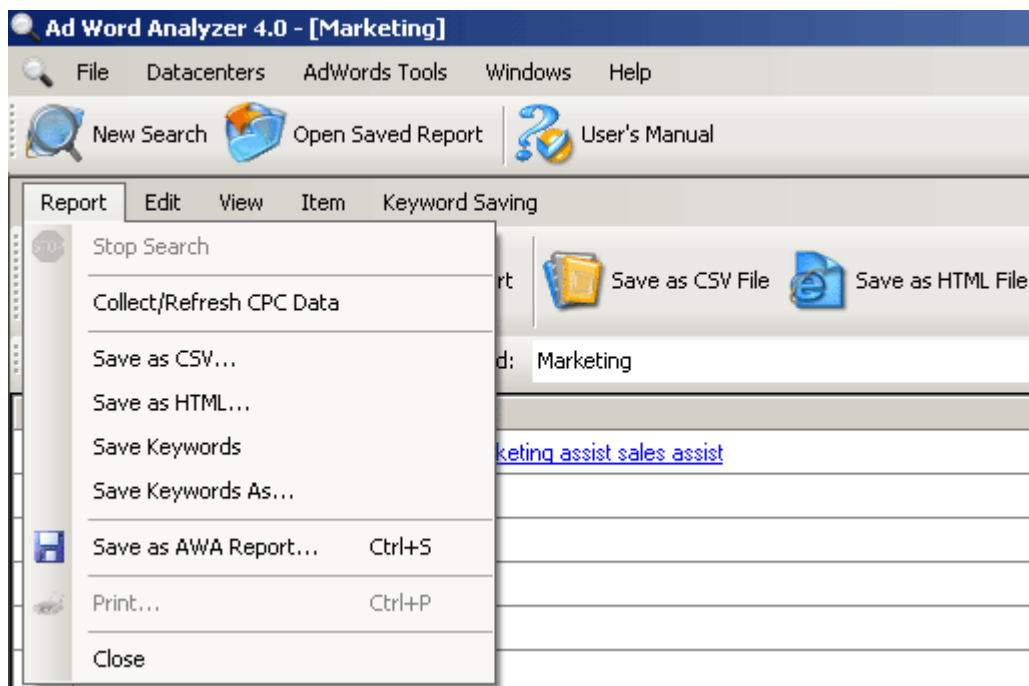 Ad Word Analyzer 4.0 - [Marketing]
File Datacenters AdWords Tools Windows Help
New Search Open Saved Report User's Manual
Report Edit View Item Keyword Saving
Stop Search
rt Save as CSV File Save as HTML File
Collect/Refresh CPC Data
Save as CSV...
d: Marketing
Save as HTML...
Save Keywords
keting assist sales assist
Save Keywords As...
Save as AWA Report... Ctrl+S
Print... Ctrl+P
Close